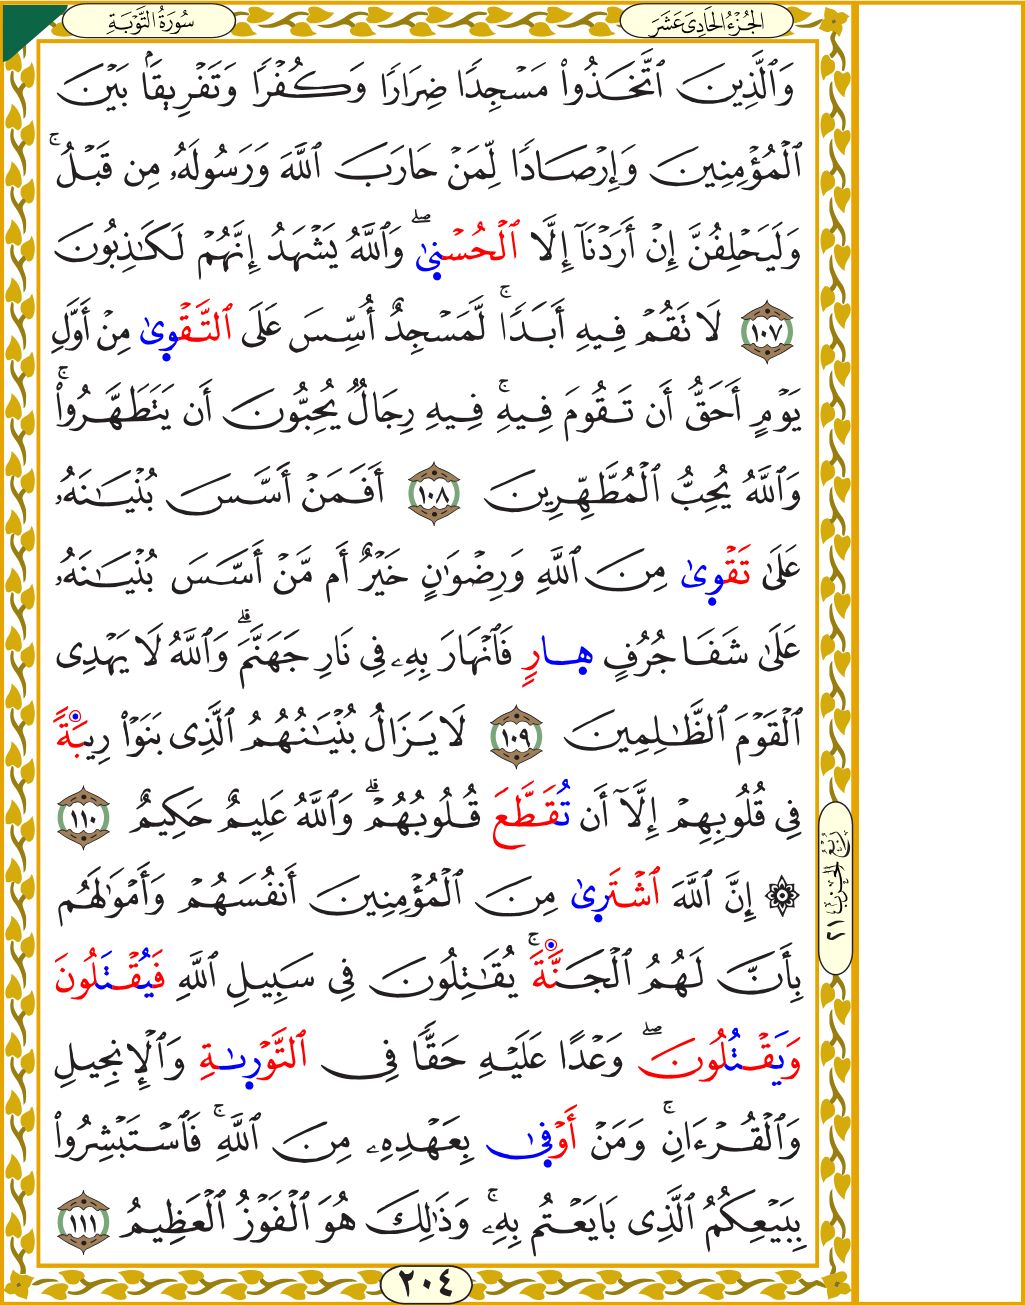 سُورَةُ التَّوْبَةِ
الجُزْءُ الحَادِىَ عَشَرَ
وَٱلَّذِينَ ٱتَّخَذُوا۟ مَسْجِدًا ضِرَارًا وَكُفْرًا وَتَفْرِيقًۢا بَيْنَ
ٱلْمُؤْمِنِينَ وَإِرْصَادًا لِّمَنْ حَارَبَ ٱللَّهَ وَرَسُولَهُۥ مِن قَبْلُ ۚ
وَلَيَحْلِفُنَّ إِنْ أَرَدْنَآ إِلَّا ٱلْحُسْنىٰ ۖ وَٱللَّهُ يَشْهَدُ إِنَّهُمْ لَكَـٰذِبُونَ
١٠٧ لَا تَقُمْ فِيهِ أَبَدًا ۚ لَّمَسْجِدٌ أُسِّسَ عَلَى ٱلتَّقْوِىٰ مِنْ أَوَّلِ
يَوْمٍ أَحَقُّ أَن تَقُومَ فِيهِ ۚ فِيهِ رِجَالٌ يُحِبُّونَ أَن يَتَطَهَّرُوا۟ ۚ
وَٱللَّهُ يُحِبُّ ٱلْمُطَّهِّرِينَ ١٠٨ أَفَمَنْ أَسَّسَ بُنْيَـٰنَهُۥ
عَلَىٰ تَقْوِىٰ مِنَ ٱللَّهِ وَرِضْوَٰنٍ خَيْرٌ أَم مَّنْ أَسَّسَ بُنْيَـٰنَهُۥ
عَلَىٰ شَفَا جُرُفٍ هِارٍ فَٱنْهَارَ بِهِۦ فِى نَارِ جَهَنَّمَ ۗ وَٱللَّهُ لَا يَهْدِى
ٱلْقَوْمَ ٱلظَّـٰلِمِينَ ١٠٩ لَا يَزَالُ بُنْيَـٰنُهُمُ ٱلَّذِى بَنَوْا۟ رِيبَةً
فِى قُلُوبِهِمْ إِلَّآ أَن تُقَطَّعَ قُلُوبُهُمْ ۗ وَٱللَّهُ عَلِيمٌ حَكِيمٌ ١١٠
۞ إِنَّ ٱللَّهَ ٱشْتَرِىٰ مِنَ ٱلْمُؤْمِنِينَ أَنفُسَهُمْ وَأَمْوَٰلَهُم
بِأَنَّ لَهُمُ ٱلْجَنَّةَ ۚ يُقَـٰتِلُونَ فِى سَبِيلِ ٱللَّهِ فَيُقْتَلُونَ
وَيَقْتُلُونَ ۖ وَعْدًا عَلَيْهِ حَقًّا فِى ٱلتَّوْرِىٰةِ وَٱلْإِنجِيلِ
وَٱلْقُرْءَانِ ۚ وَمَنْ أَوْفِىٰ بِعَهْدِهِۦ مِنَ ٱللَّهِ ۚ فَٱسْتَبْشِرُوا۟
بِبَيْعِكُمُ ٱلَّذِى بَايَعْتُم بِهِۦ ۚ وَذَٰلِكَ هُوَ ٱلْفَوْزُ ٱلْعَظِيمُ ١١١
رُبْعُ الحِزْبِ ٢١
٢٠٤